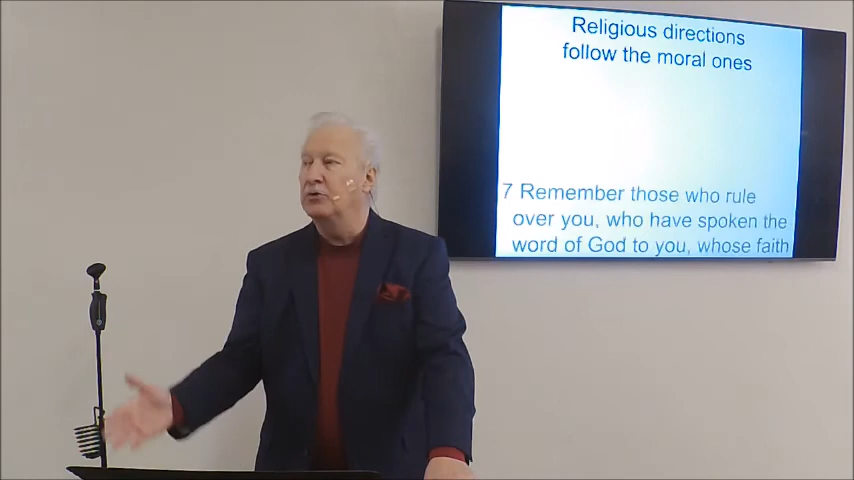 Religious directions
follow the moral ones
7 Remember those who rule
over you, who have spoken the
word of God to you, whose faith